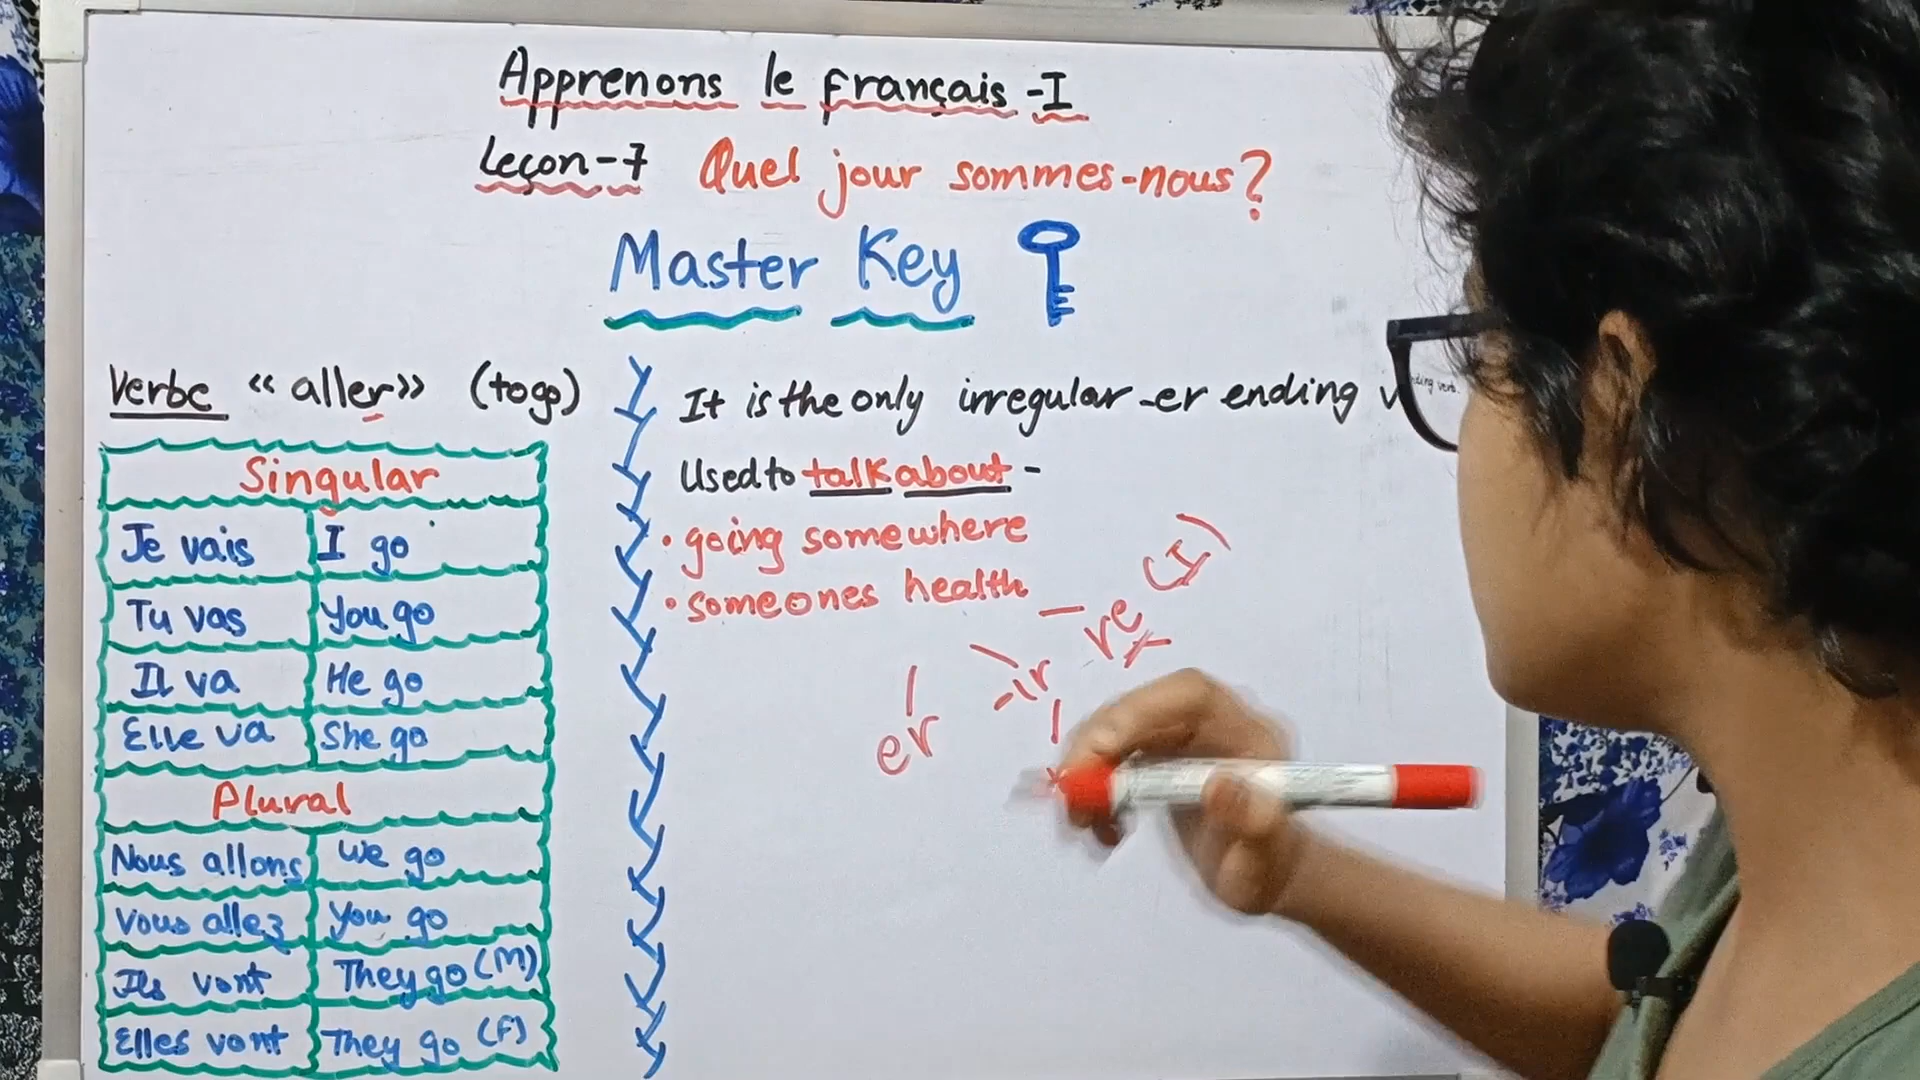 Apprenons le français -I
Leçon-7 Quel jour sommes-nous?
Master Key
Verbe «aller» (to go)
Singular
Je vais I go
Tu vas You go
Il va He go
Elle va She go
Plural
Nous allons We go
Vous allez You go
Ils vont They go (M)
Elles vont They go (F)
It is the only irregular -er ending
Used to talk about -
• going somewhere
• someones health
er
-ir
re (I)